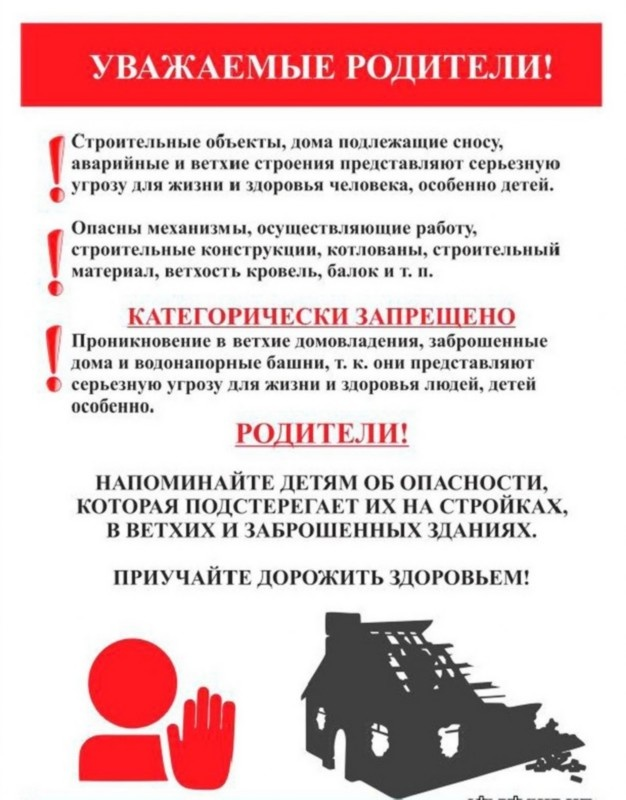 УВАЖАЕМЫЕ РОДИТЕЛИ!
Строительные объекты, дома подлежащие сносу,
аварийные и ветхие строения представляют серьезную
угрозу для жизни и здоровья человека, особенно детей.
Опасны механизмы, осуществляющие работу,
строительные конструкции, котлованы, строительный
материал, ветхость кровель, балок и т. п.
КАТЕГОРИЧЕСКИ ЗАПРЕЩЕНО
Проникновение в ветхие домовладения, заброшенные
дома и водонапорные башни, т. к. они представляют
серьезную угрозу для жизни и здоровья людей, детей
особенно.
РОДИТЕЛИ!
НАПОМИНАЙТЕ ДЕТЯМ ОБ ОПАСНОСТИ,
КОТОРАЯ ПОДСТЕРЕГАЕТ ИХ НА СТРОЙКАХ,
В ВЕТХИХ И ЗАБРОШЕННЫХ ЗДАНИЯХ.
ПРИУЧАЙТЕ ДОРОЖИТЬ ЗДОРОВЬЕМ!